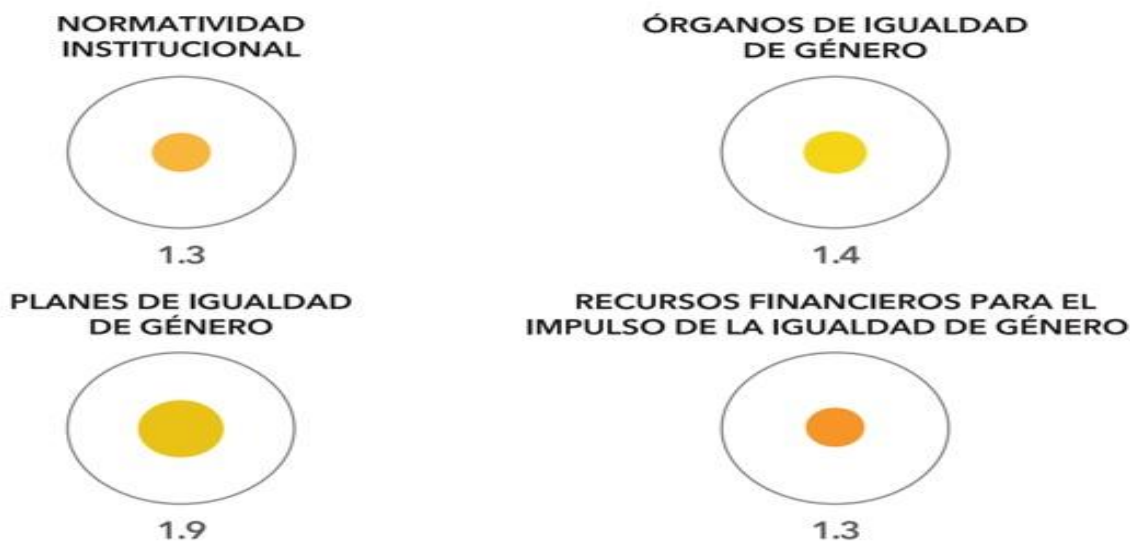 NORMATIVIDAD
INSTITUCIONAL
1.3
ÓRGANOS DE IGUALDAD
DE GÉNERO
1.4
PLANES DE IGUALDAD
DE GÉNERO
1.9
RECURSOS FINANCIEROS PARA EL
IMPULSO DE LA IGUALDAD DE GÉNERO
1.3